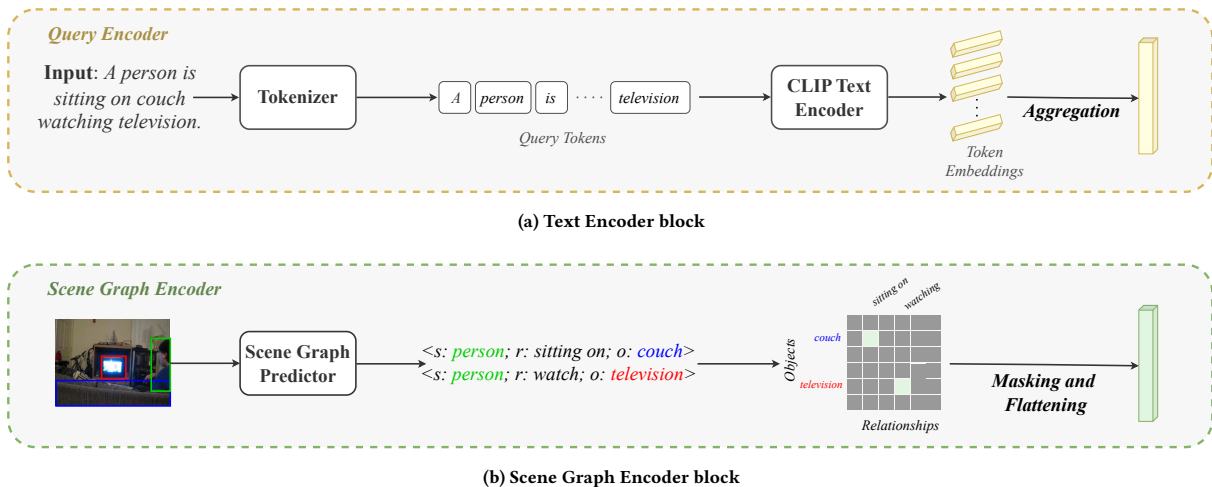 Query Encoder
Input: A person is
sitting on couch
watching television.
Tokenizer
A person is ···· television
Query Tokens
CLIP Text
Encoder
Token
Embeddings
Aggregation
(a) Text Encoder block
Scene Graph Encoder
Scene Graph
Predictor
<s: person; r: sitting on; o: couch>
<s: person; r: watch; o: television>
sitting on
watching
couch
television
Objects
Relationships
Masking and
Flattening
(b) Scene Graph Encoder block